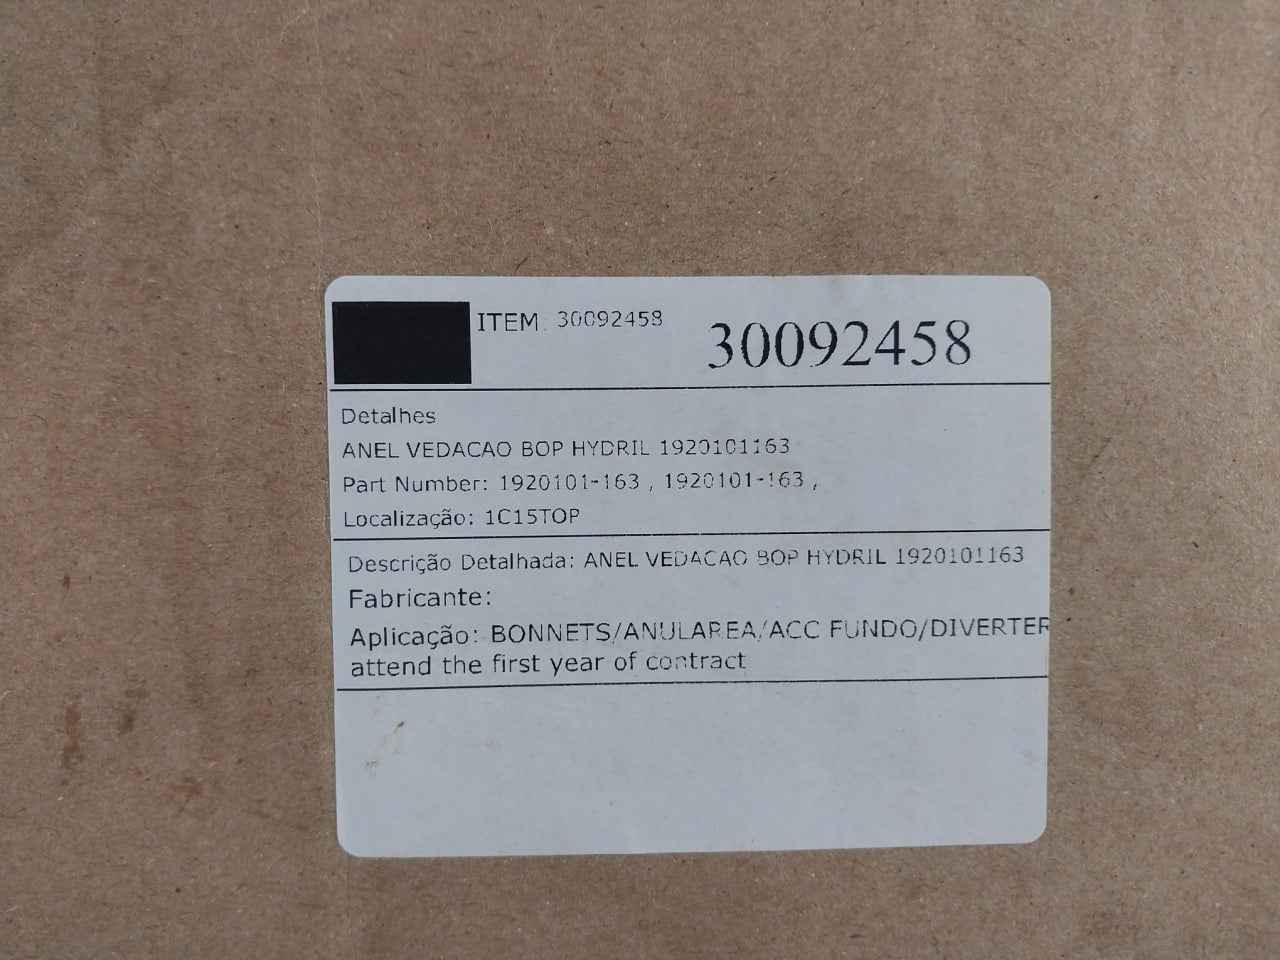 ITEM: 30092458
30092458
Detalhes
ANEL VEDACAO BOP HYDRIL 1920101163
Part Number: 1920101-163 , 1920101-163 ,
Localização: 1C15TOP
Descrição Detalhada: ANEL VEDACAO BOP HYDRIL 1920101163
Fabricante:
Aplicação: BONNETS/ANULAREA/ACC FUNDO/DIVERTER
attend the first year of contract